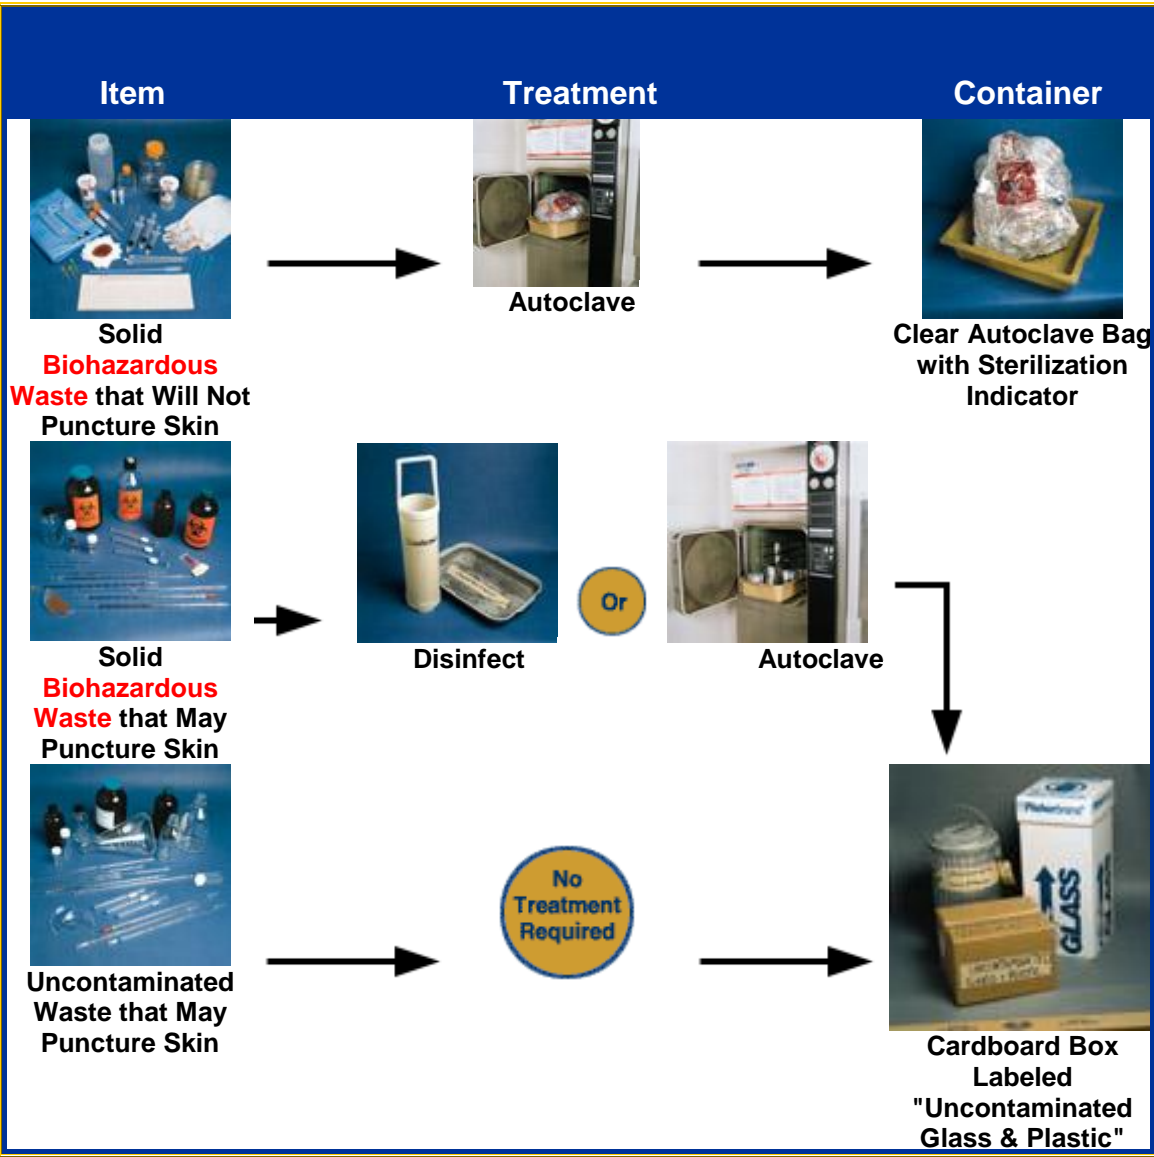 Item
Treatment
Container
Autoclave
Solid
Biohazardous
Waste that Will Not
Puncture Skin
Clear Autoclave Bag
with Sterilization
Indicator
Or
Solid
Biohazardous
Waste that May
Puncture Skin
Disinfect
Autoclave
No
Treatment
Required
Uncontaminated
Waste that May
Puncture Skin
Fisherbrand
GLASS
Cardboard Box
Labeled
"Uncontaminated
Glass & Plastic"